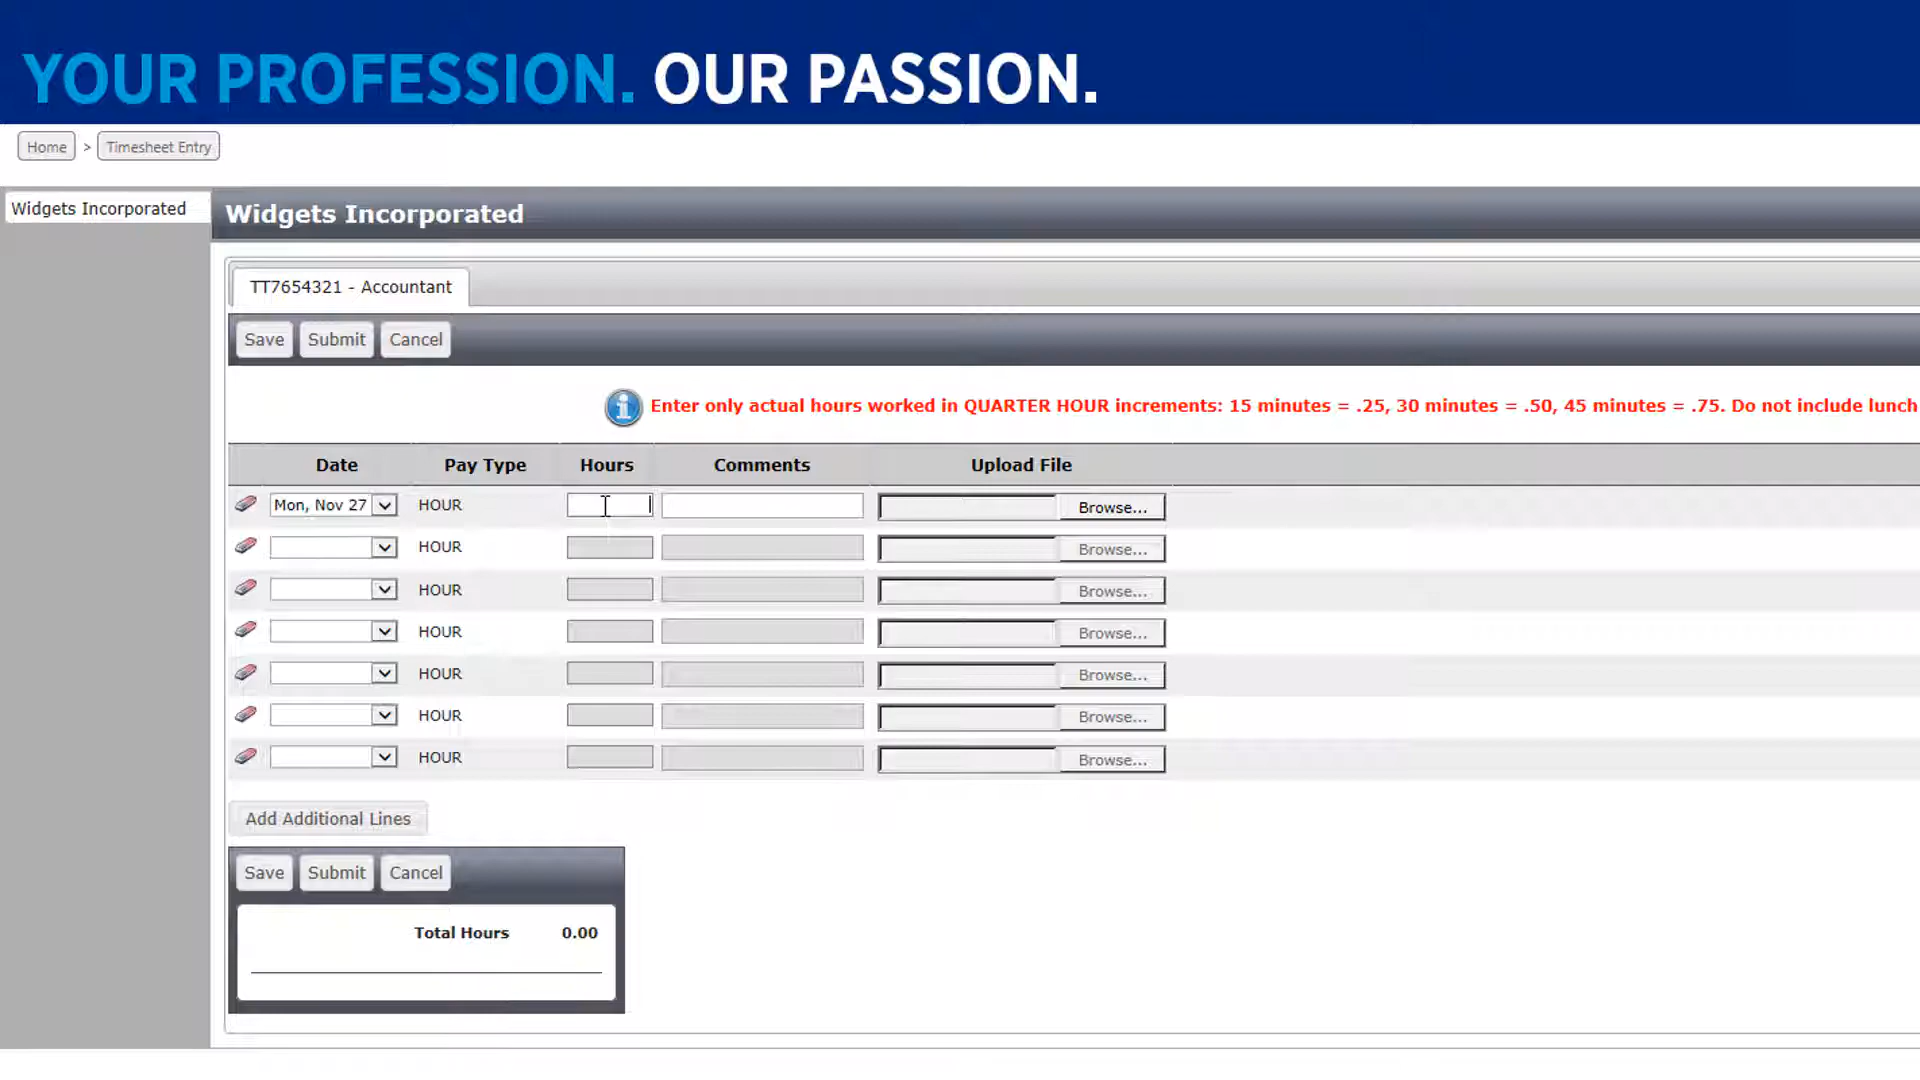 YOUR PROFESSION. OUR PASSION.
Home > Timesheet Entry
Widgets Incorporated
Widgets Incorporated
TT7654321 - Accountant
Save Submit Cancel
Enter only actual hours worked in QUARTER HOUR increments: 15 minutes = .25, 30 minutes = .50, 45 minutes = .75. Do not include lunch
Date Pay Type Hours Comments Upload File
Mon, Nov 27 HOUR Browse...
HOUR Browse...
HOUR Browse...
HOUR Browse...
HOUR Browse...
HOUR Browse...
HOUR Browse...
Add Additional Lines
Save Submit Cancel
Total Hours 0.00